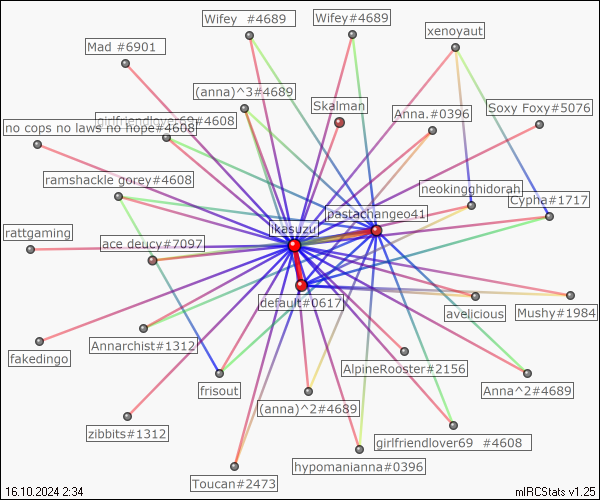 Wifey  #4689
Wifey#4689
xenoyaut
Mad #6901
(anna)^3#4689
Skalman
Anna.#0396
Soxy Foxy#5076
girlfriendlover69#4608
no cops no laws no hope#4608
ramshackle gorey#4608
neokingghidorah
Cypha#1717
pastachangeo41
ikasuzu
rattgaming
ace deucy#7097
default#0617
avelicious
Mushy#1984
Annarchist#1312
fakedingo
AlpineRooster#2156
frisout
Anna^2#4689
(anna)^2#4689
zibbits#1312
girlfriendlover69  #4608
hypomanianna#0396
Toucan#2473
16.10.2024 2:34
mIRCStats v1.25